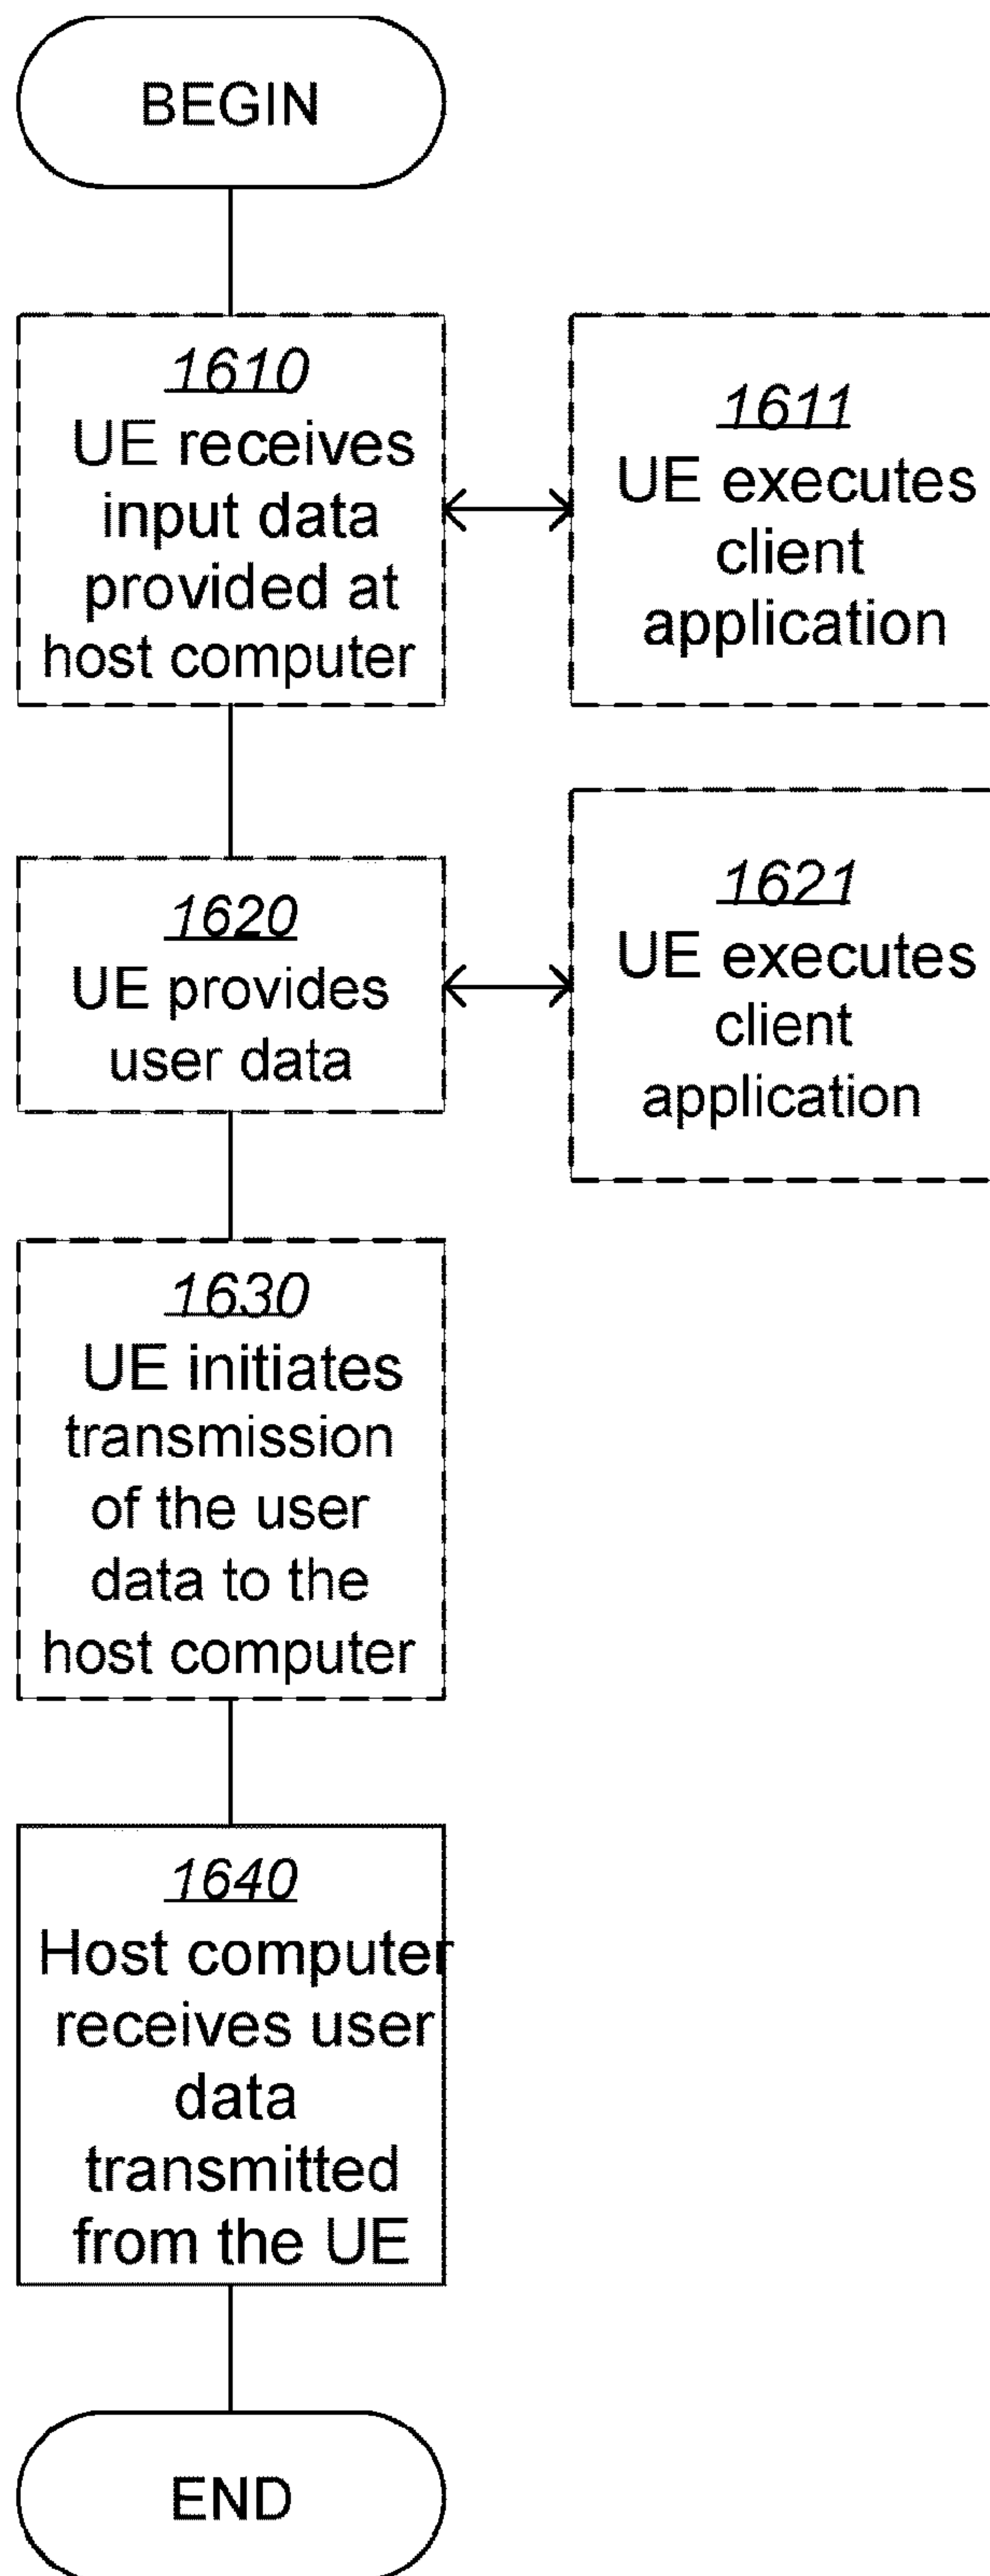 BEGIN
1610
UE receives
input data
provided at
host computer
1611
UE executes
client
application
1620
UE provides
user data
1621
UE executes
client
application
1630
UE initiates
transmission
of the user
data to the
host computer
1640
Host computer
receives user
data
transmitted
from the UE
END